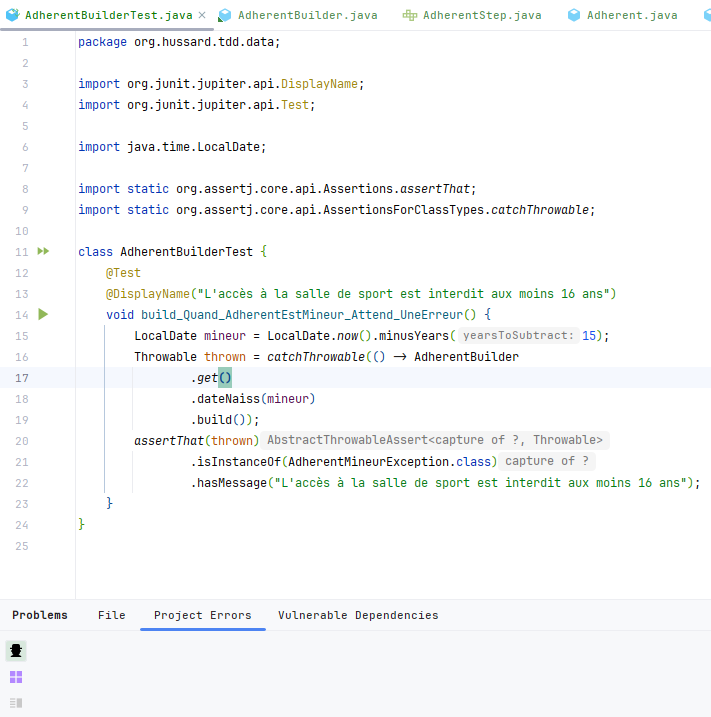 AdherentBuilderTest.java AdherentBuilder.java AdherentStep.java Adherent.java
1 package org.hussard.tdd.data;
2
3 import org.junit.jupiter.api.DisplayName;
4 import org.junit.jupiter.api.Test;
5
6 import java.time.LocalDate;
7
8 import static org.assertj.core.api.Assertions.assertThat;
9 import static org.assertj.core.api.AssertionsForClassTypes.catchThrowable;
10
11 class AdherentBuilderTest {
12 @Test
13 @DisplayName("L'accès à la salle de sport est interdit aux moins 16 ans")
14 void build_Quand_AdherentEstMineur_Attend_UneErreur() {
15 LocalDate mineur = LocalDate.now().minusYears( yearsToSubtract: 15);
16 Throwable thrown = catchThrowable(() → AdherentBuilder
17 .get()
18 .dateNaiss(mineur)
19 .build());
20 assertThat(thrown) AbstractThrowableAssert<capture of ?, Throwable>
21 .isInstanceOf(AdherentMineurException.class) capture of ?
22 .hasMessage("L'accès à la salle de sport est interdit aux moins 16 ans");
23 }
24 }
25
Problems File Project Errors Vulnerable Dependencies